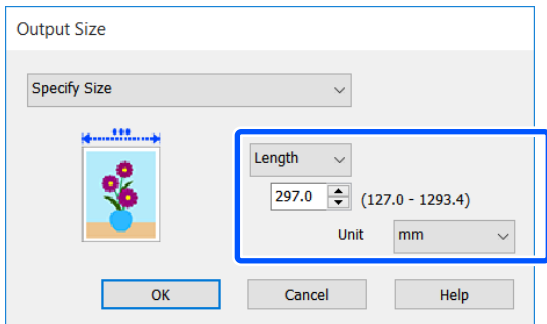 Output Size
Specify Size
Length
297.0 (127.0 - 1293.4)
Unit mm
OK Cancel Help